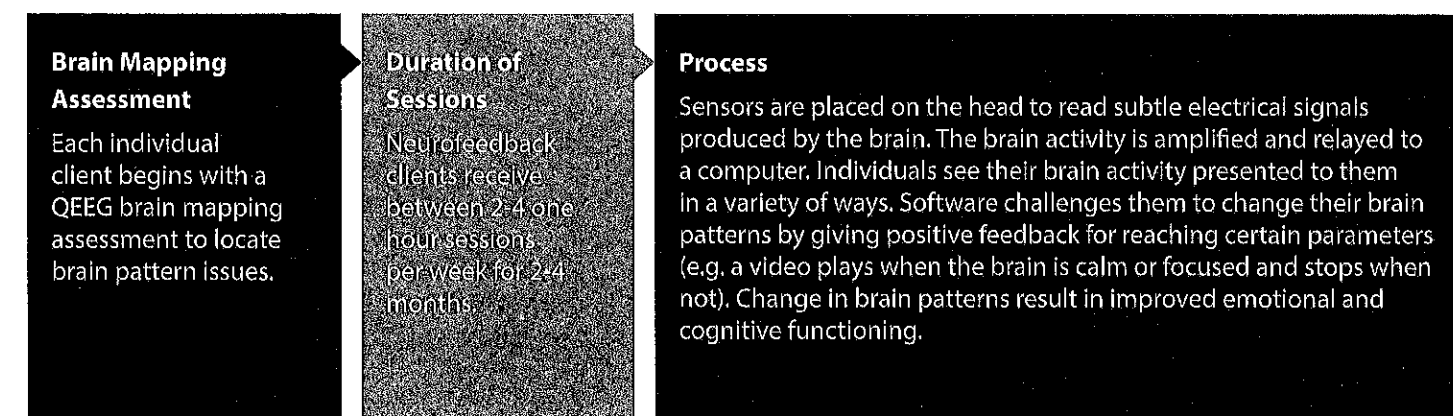 Brain Mapping
Assessment
Each individual
client begins with a
QEEG brain mapping
assessment to locate
brain pattern issues.
Duration of
Sessions
Neurofeedback
clients receive
between 2-4 one
hour sessions
per week for 2-4
months.
Process
Sensors are placed on the head to read subtle electrical signals
produced by the brain. The brain activity is amplified and relayed to
a computer. Individuals see their brain activity presented to them
in a variety of ways. Software challenges them to change their brain
patterns by giving positive feedback for reaching certain parameters
(e.g. a video plays when the brain is calm or focused and stops when
not). Change in brain patterns result in improved emotional and
cognitive functioning.